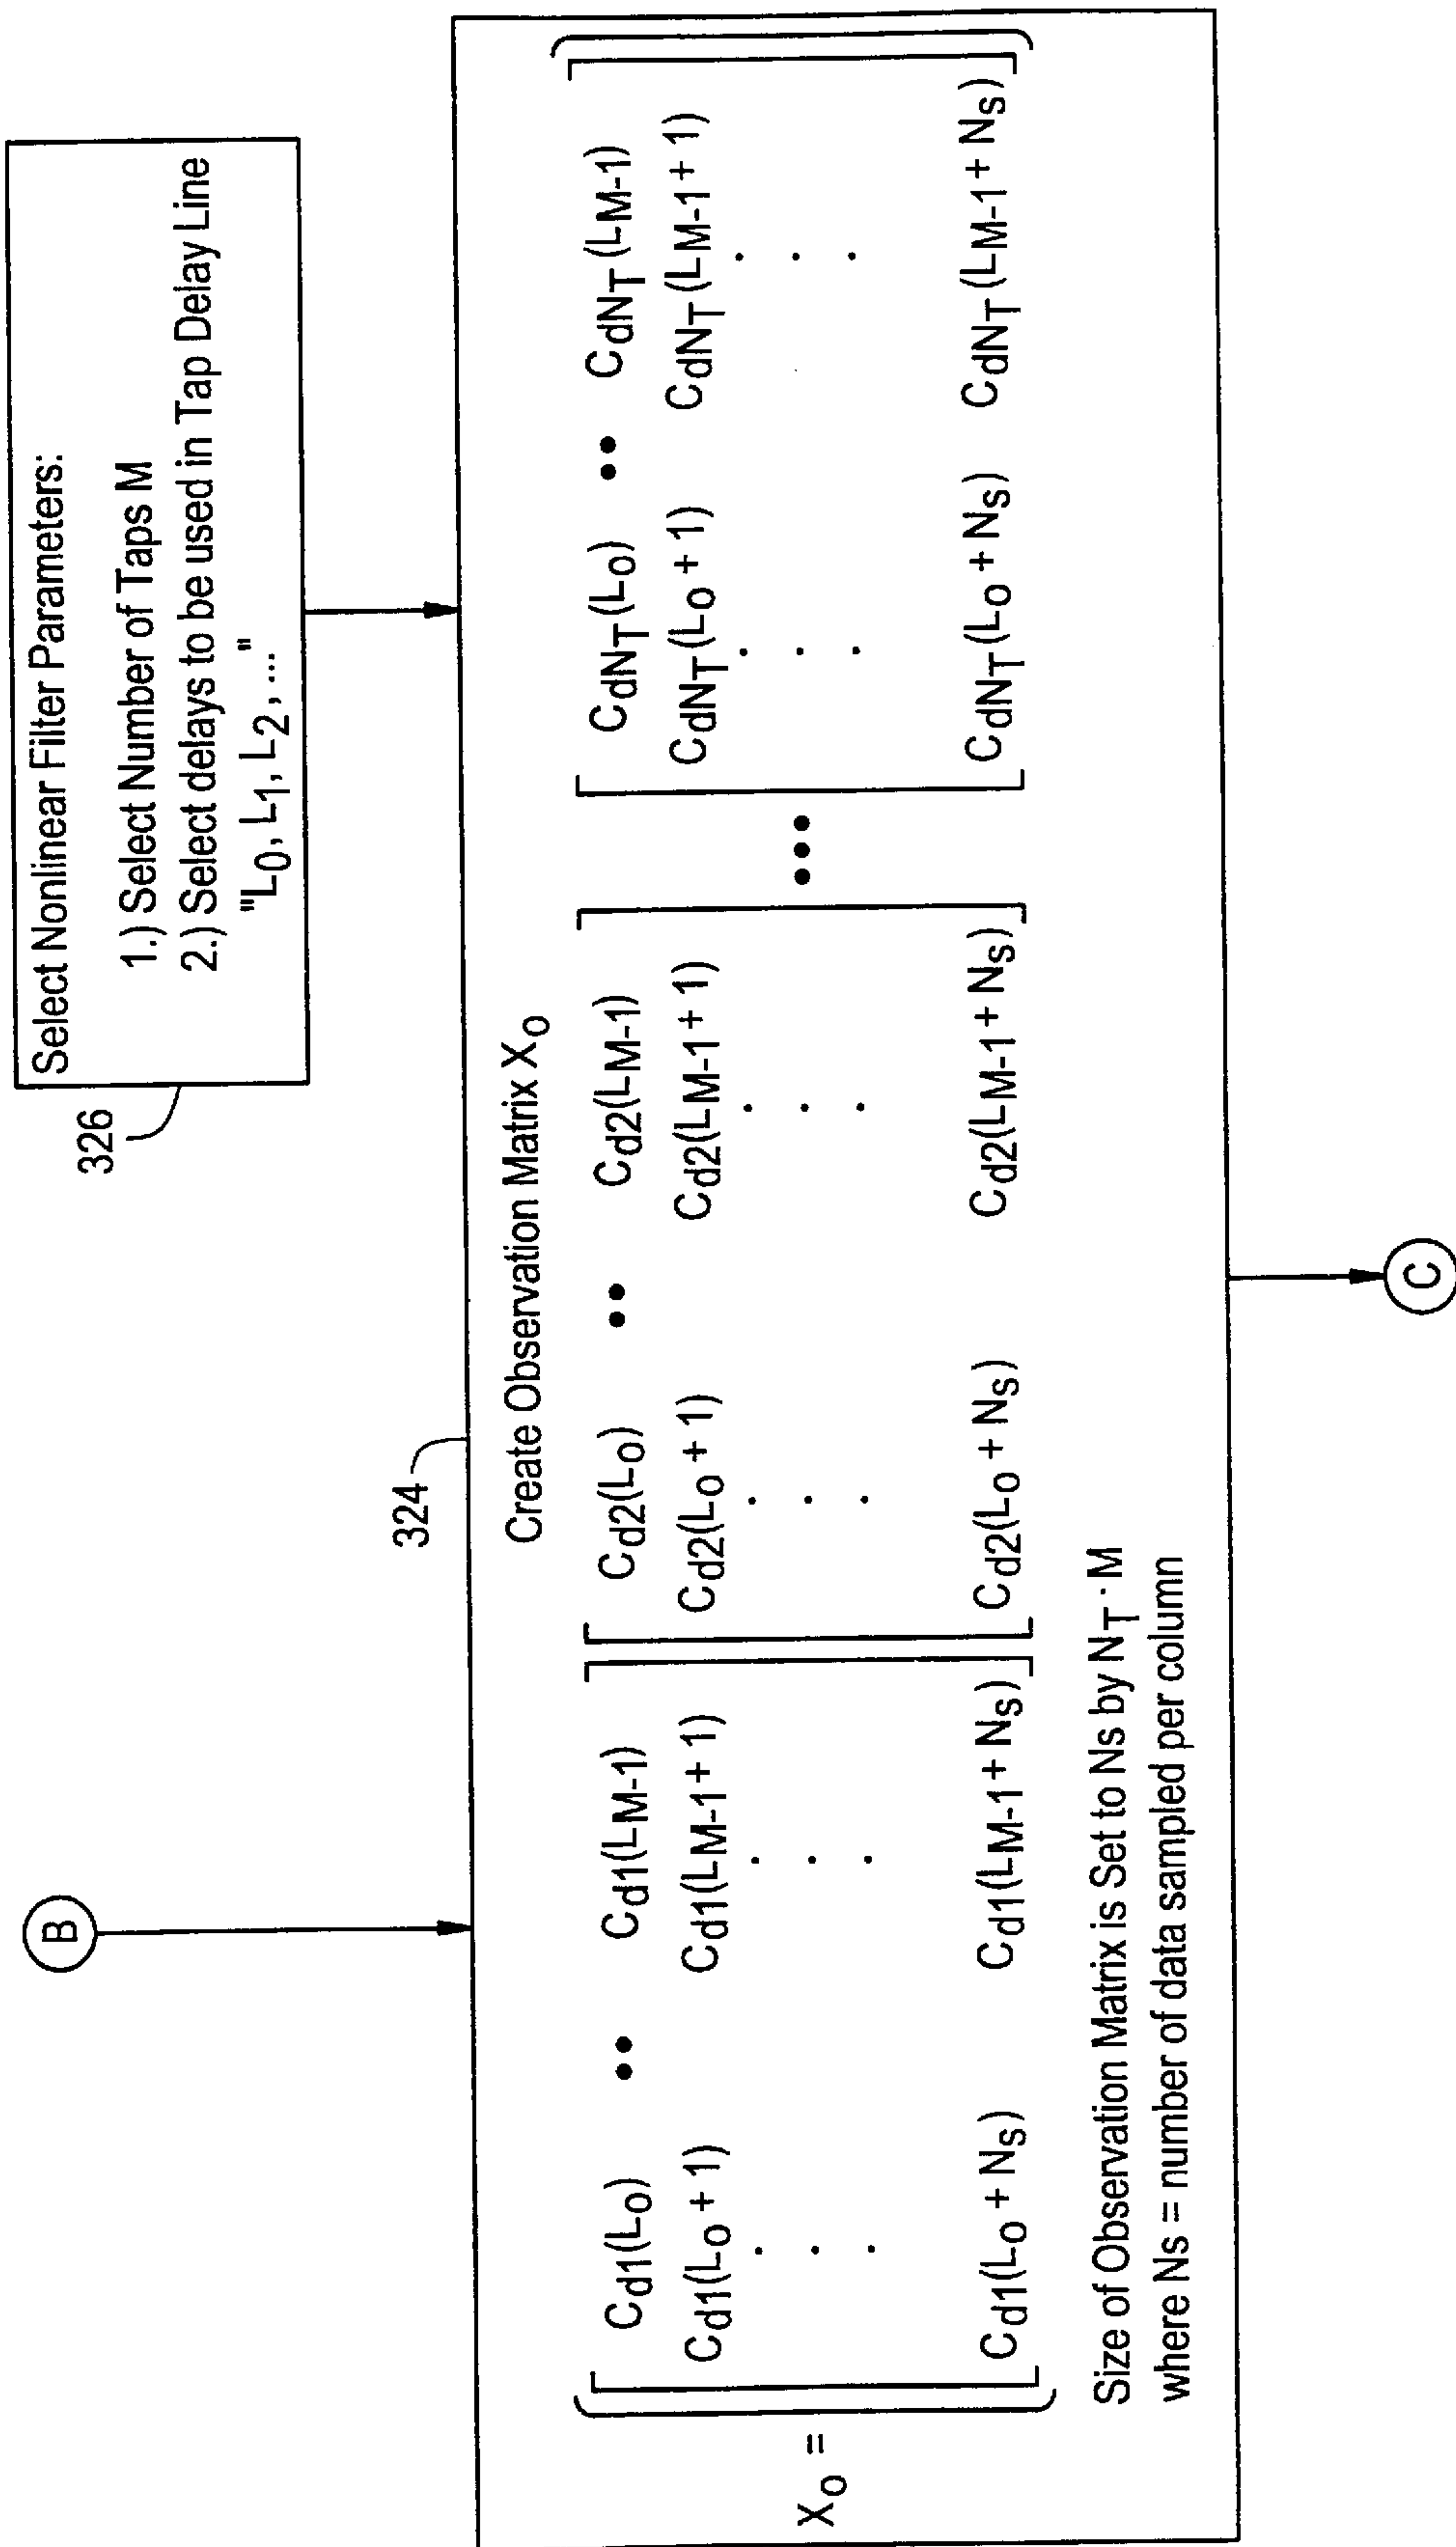 Select Nonlinear Filter Parameters:
1.) Select Number of Taps M
2.) Select delays to be used in Tap Delay Line
"L0, L1, L2, ..."
326
B
324
Create Observation Matrix Xo
Cd1(Lo) •• Cd1(LM-1) Cd2(Lo) •• Cd2(LM-1) CdNT(Lo) •• CdNT(LM-1)
Cd1(Lo + 1) Cd1(LM-1 + 1) Cd2(Lo + 1) Cd2(LM-1 + 1) CdNT(Lo + 1) CdNT(LM-1 + 1)
Xo = •••
Cd1(Lo + Ns) Cd1(LM-1 + Ns) Cd2(Lo + Ns) Cd2(LM-1 + Ns) CdNT(Lo + Ns) CdNT(LM-1 + Ns)
Size of Observation Matrix is Set to Ns by NT · M
where Ns = number of data sampled per column
C